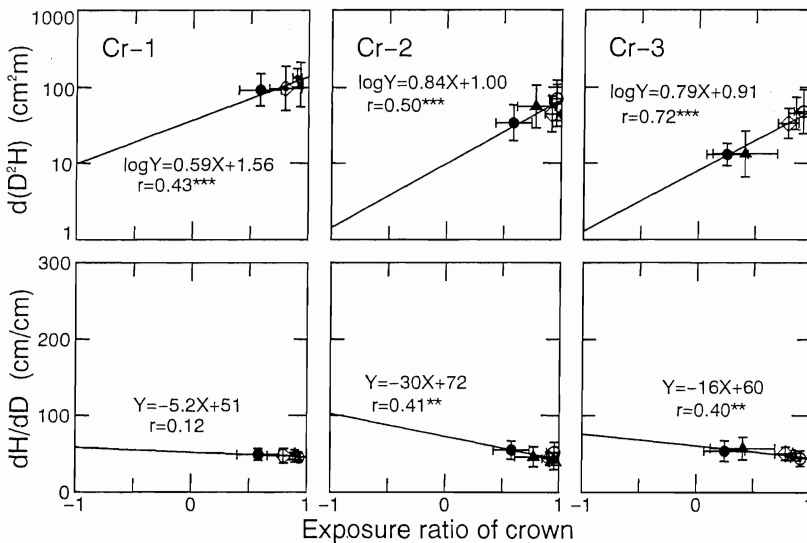 1000
100
10
1
d(D²H) (cm²m)
Cr−1
logY=0.59X+1.56
r=0.43***
Cr−2
logY=0.84X+1.00
r=0.50***
Cr−3
logY=0.79X+0.91
r=0.72***
300
200
100
0
dH/dD (cm/cm)
Y=−5.2X+51
r=0.12
Y=−30X+72
r=0.41**
Y=−16X+60
r=0.40**
−1 0 1 −1 0 1 −1 0 1
Exposure ratio of crown